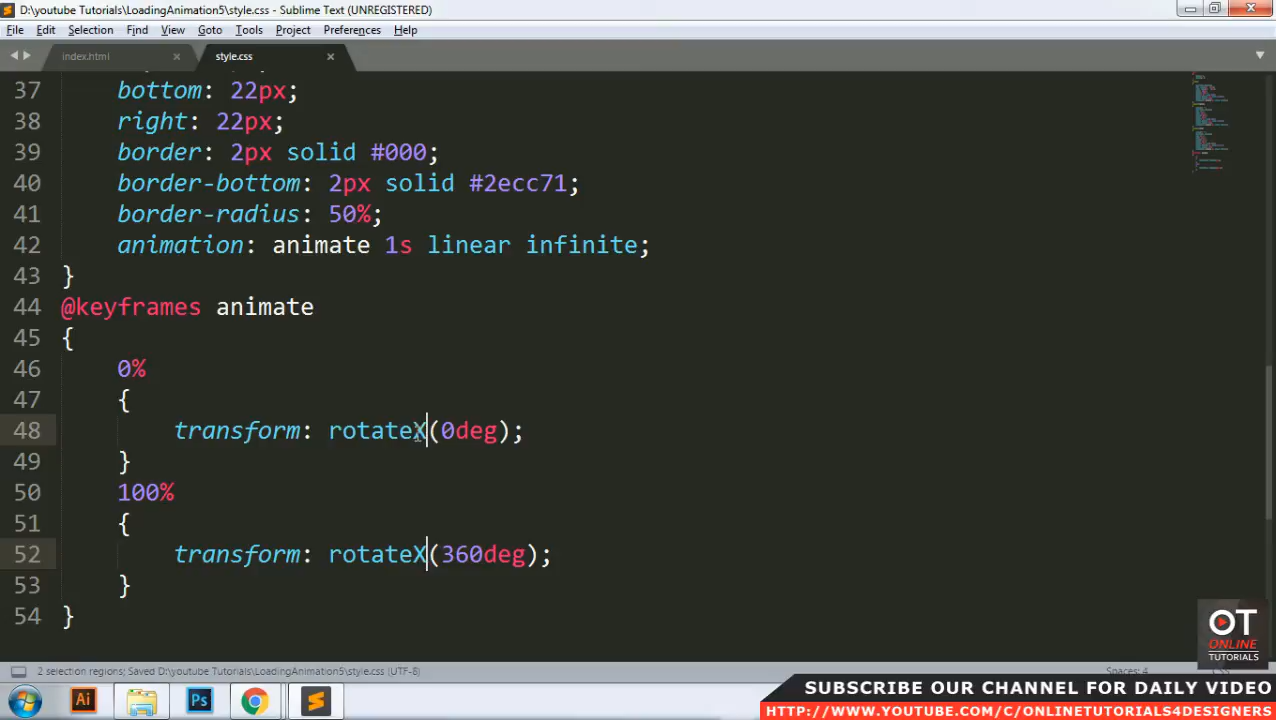 D:\youtube Tutorials\LoadingAnimation5\style.css - Sublime Text (UNREGISTERED)
File Edit Selection Find View Goto Tools Project Preferences Help
index.html style.css
37 bottom: 22px;
38 right: 22px;
39 border: 2px solid #000;
40 border-bottom: 2px solid #2ecc71;
41 border-radius: 50%;
42 animation: animate 1s linear infinite;
43 }
44 @keyframes animate
45 {
46 0%
47 {
48 transform: rotateX(0deg);
49 }
50 100%
51 {
52 transform: rotateX(360deg);
53 }
54 }
OT
ONLINE
TUTORIALS
2 selection regions; Saved D:\youtube Tutorials\LoadingAnimation5\style.css (UTF-8)
Spaces: 4
Ai Ps
SUBSCRIBE OUR CHANNEL FOR DAILY VIDEO
HTTP://WWW.YOUTUBE.COM/C/ONLINETUTORIALS4DESIGNERS